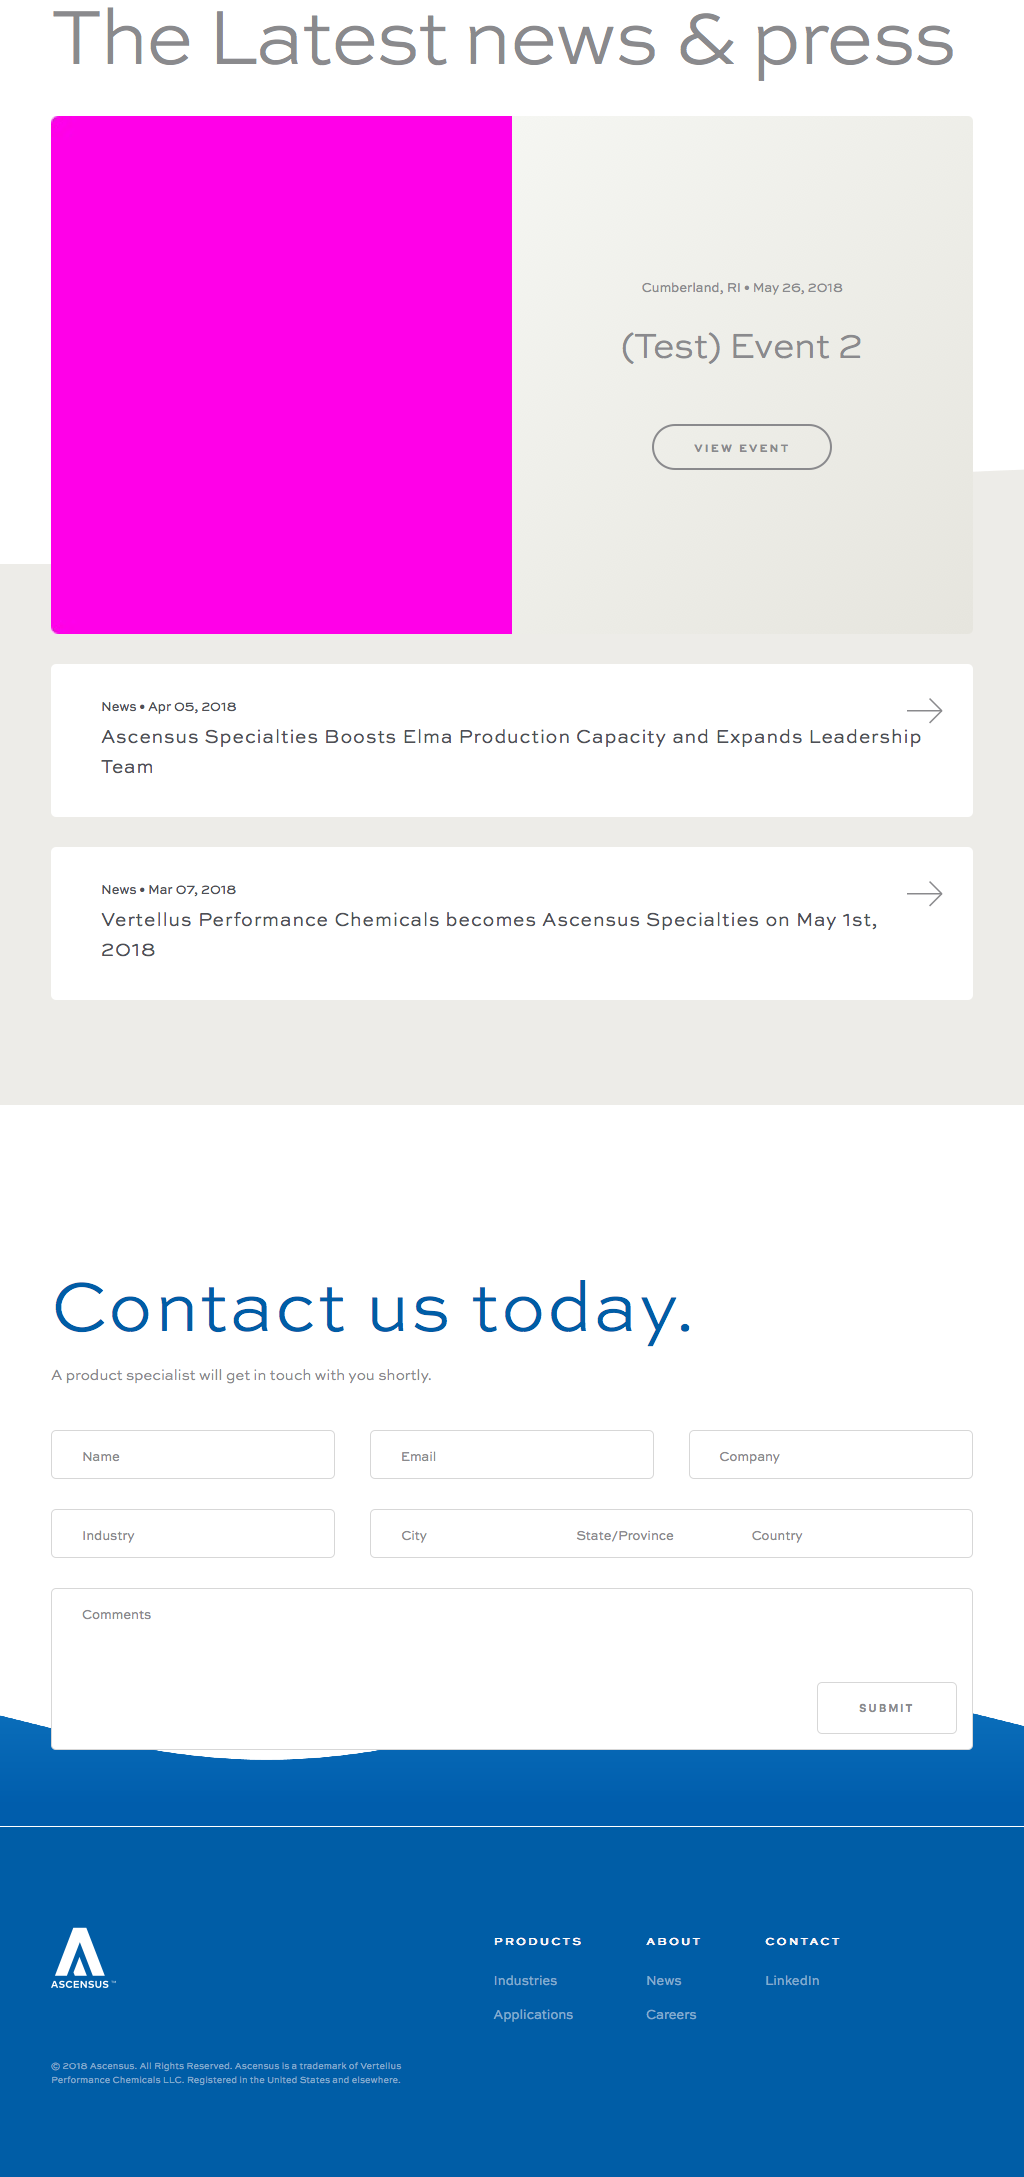 The Latest news & press
Cumberland, RI • May 26, 2018
(Test) Event 2
VIEW EVENT
News • Apr 05, 2018
Ascensus Specialties Boosts Elma Production Capacity and Expands Leadership
Team
News • Mar 07, 2018
Vertellus Performance Chemicals becomes Ascensus Specialties on May 1st,
2018
Contact us today.
A product specialist will get in touch with you shortly.
Name
Email
Company
Industry
City
State/Province
Country
Comments
SUBMIT
ASCENSUS ™
PRODUCTS
Industries
Applications
ABOUT
News
Careers
CONTACT
LinkedIn
© 2018 Ascensus. All Rights Reserved. Ascensus is a trademark of Vertellus
Performance Chemicals LLC. Registered in the United States and elsewhere.